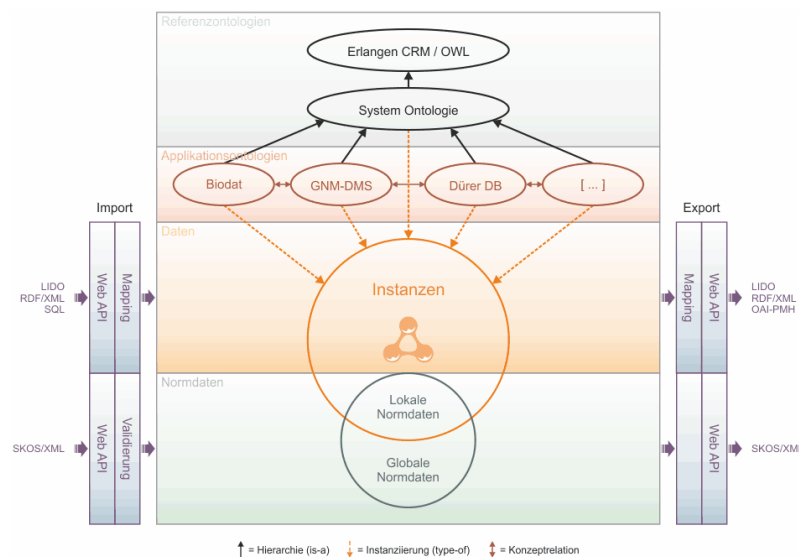 Referenzontologien
Erlangen CRM / OWL
System Ontologie
Applikationsontologien
Biodat
GNM-DMS
Dürer DB
[ ... ]
Import
Export
Daten
LIDO
RDF/XML
SQL
Web API
Mapping
Instanzen
Mapping
Web API
LIDO
RDF/XML
OAI-PMH
Normdaten
Lokale
Normdaten
Globale
Normdaten
SKOS/XML
Web API
Validierung
Web API
SKOS/XM
= Hierarchie (is-a)
= Instanziierung (type-of)
= Konzeptrelation